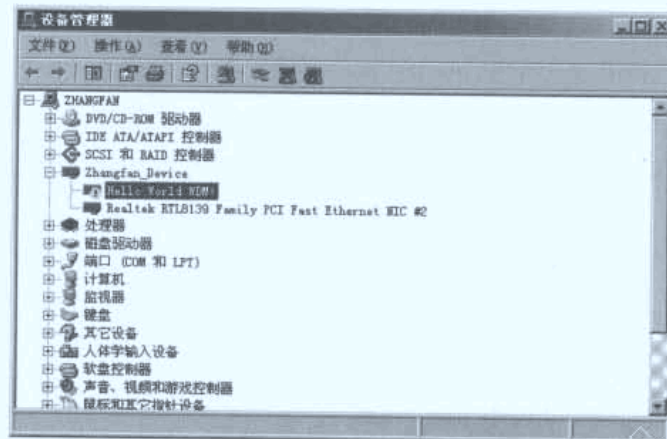 设备管理器
文件(F) 操作(A) 查看(V) 帮助(H)
ZHANGFAN
DVD/CD-ROM 驱动器
IDE ATA/ATAPI 控制器
SCSI 和 RAID 控制器
Zhangfan_Device
Hello World WDM!
Realtek RTL8139 Family PCI Fast Ethernet NIC #2
处理器
磁盘驱动器
端口 (COM 和 LPT)
计算机
监视器
键盘
其它设备
人体学输入设备
软盘控制器
声音、视频和游戏控制器
鼠标和其它指针设备